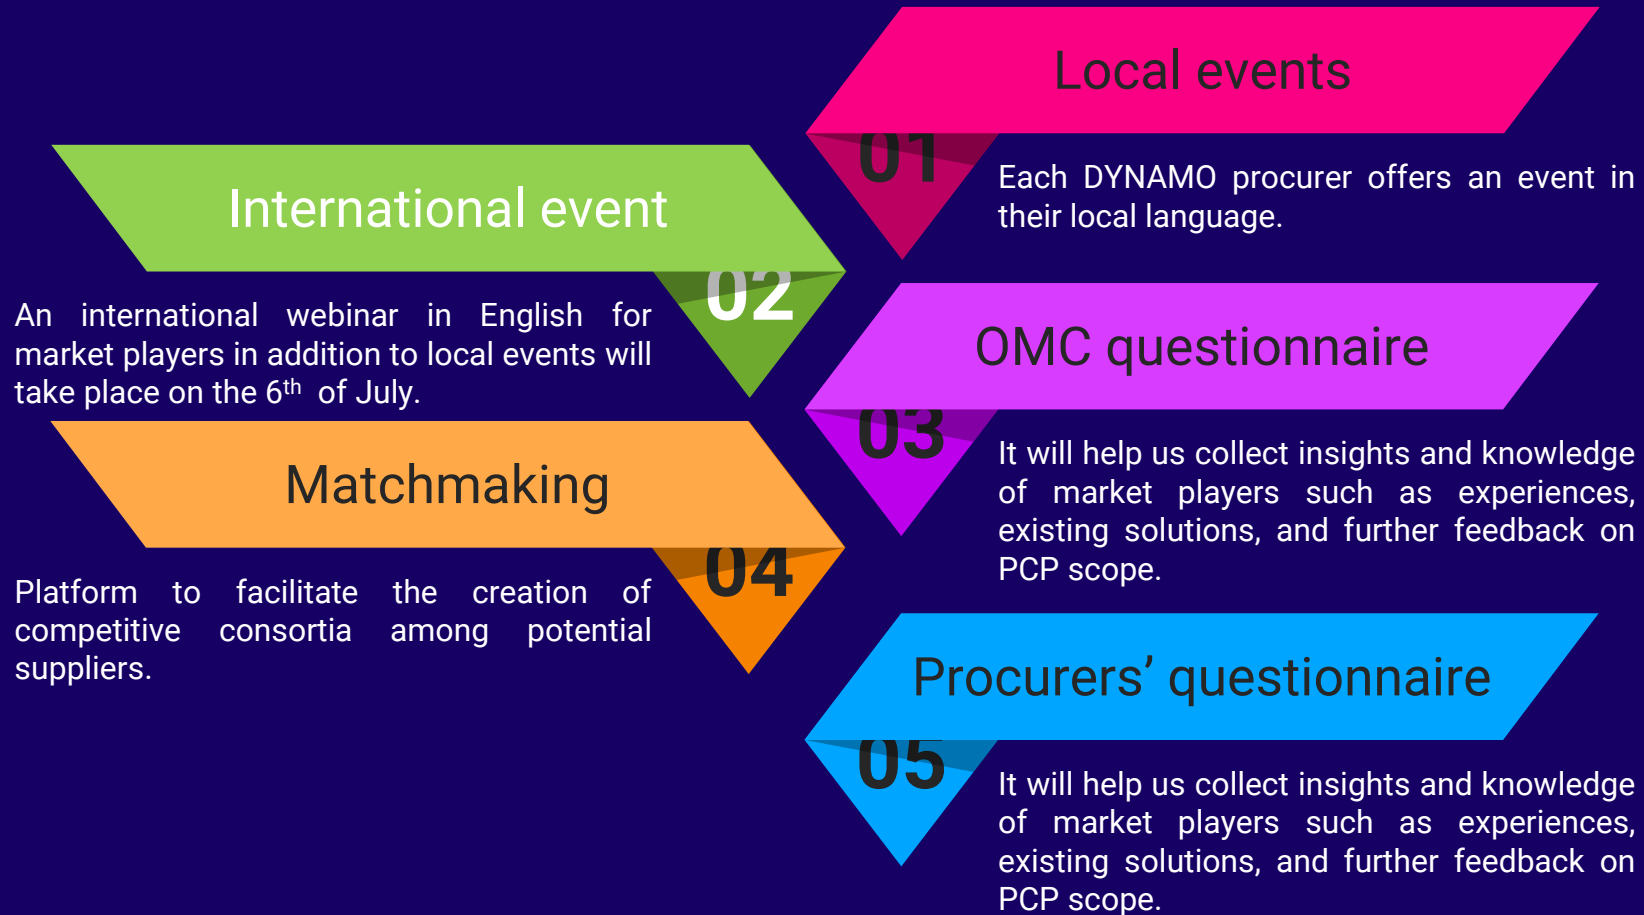 Local events
01
Each DYNAMO procurer offers an event in
their local language.
International event
02
An international webinar in English for
market players in addition to local events will
take place on the 6th of July.
OMC questionnaire
03
It will help us collect insights and knowledge
of market players such as experiences,
existing solutions, and further feedback on
PCP scope.
Matchmaking
04
Platform to facilitate the creation of
competitive consortia among potential
suppliers.
Procurers’ questionnaire
05
It will help us collect insights and knowledge
of market players such as experiences,
existing solutions, and further feedback on
PCP scope.